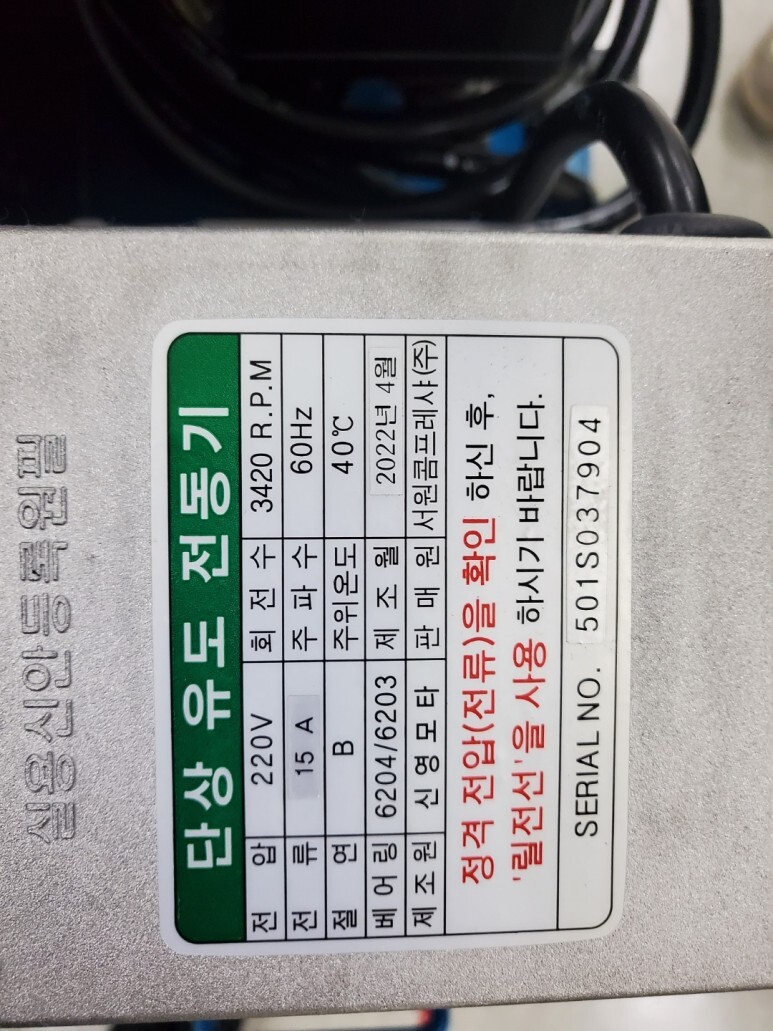 실용신안등록원필
단상 유도 전동기
전 압 220V 회 전 수 3420 R.P.M
전 류 15 A 주 파 수 60Hz
절 연 B 주위온도 40℃
베 어 링 6204/6203 제 조 월 2022년 4월
제 조 원 신 영 모 타 판 매 원 서원콤프레샤(주)
정격 전압(전류)을 확인 하신 후,
'릴전선'을 사용 하시기 바랍니다.
SERIAL NO. 501S037904